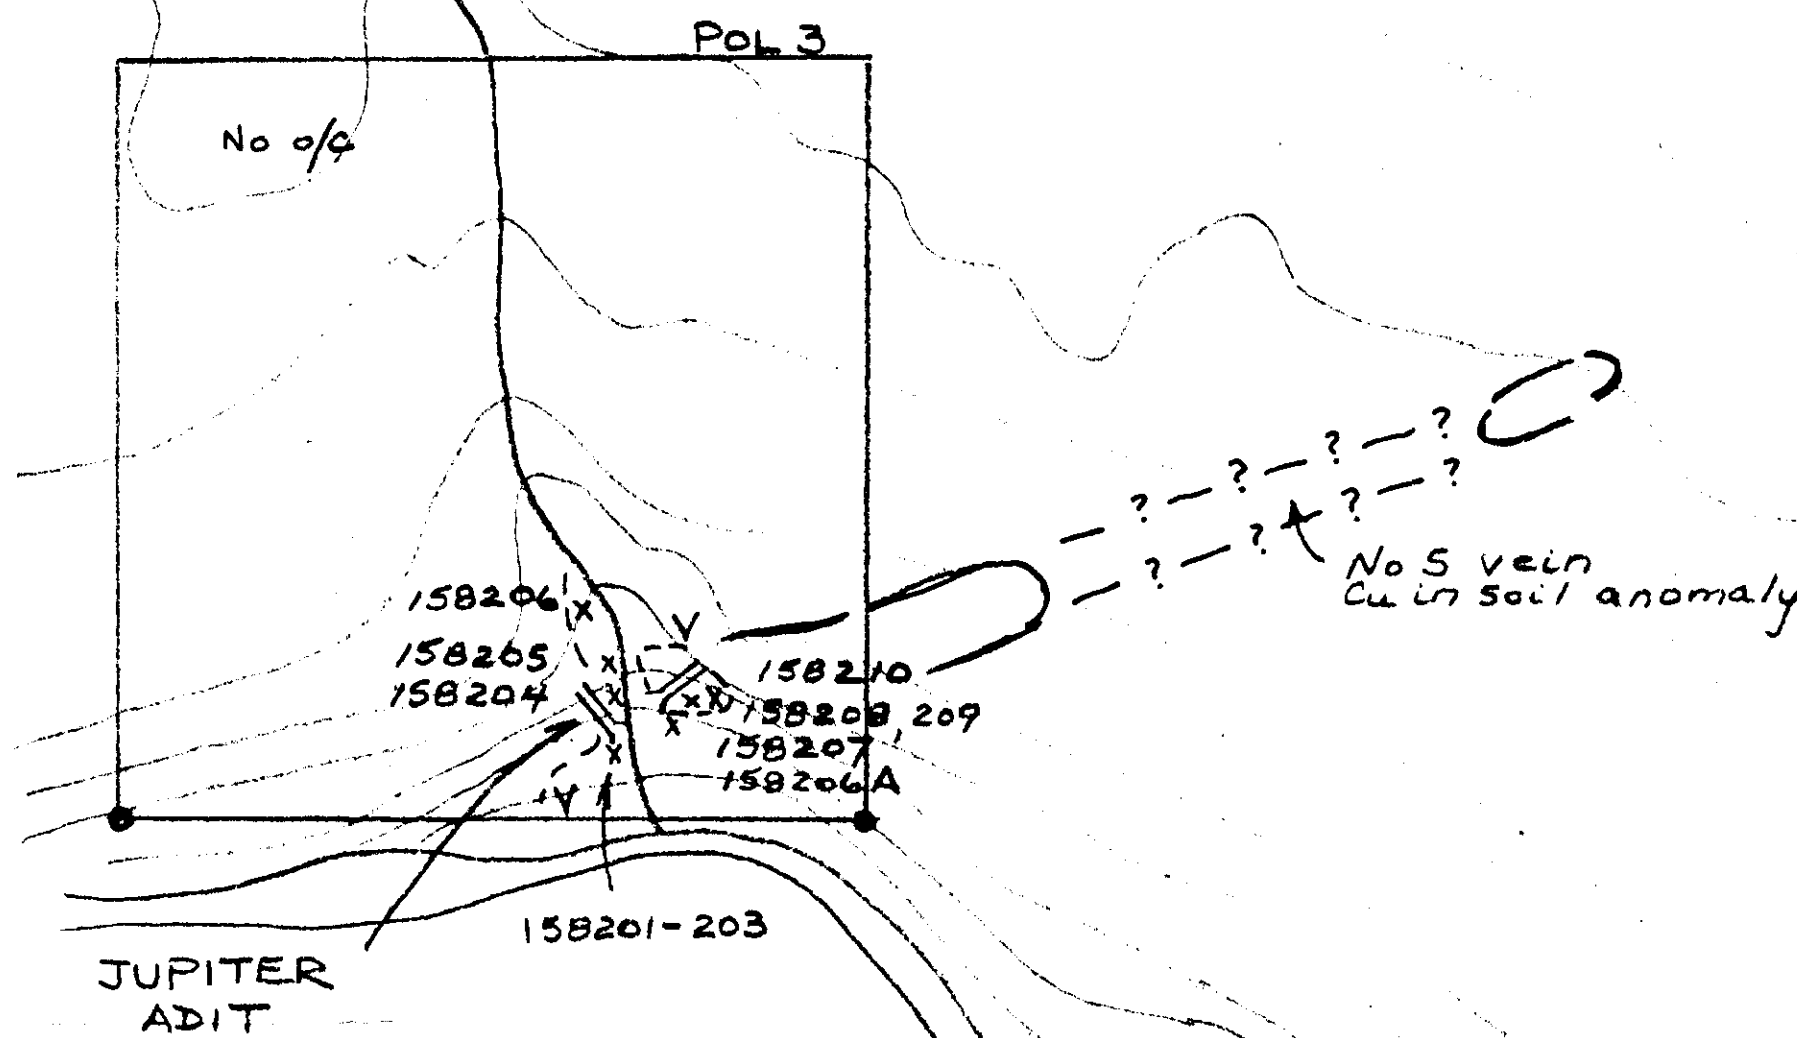 POL 3
No o/c
? ? ? ?
? ? ? ?
No 5 vein
Cu in soil anomaly
158206
V
158205
158210
158204
158208, 209
158207,
158206A
V
158201-203
JUPITER
ADIT